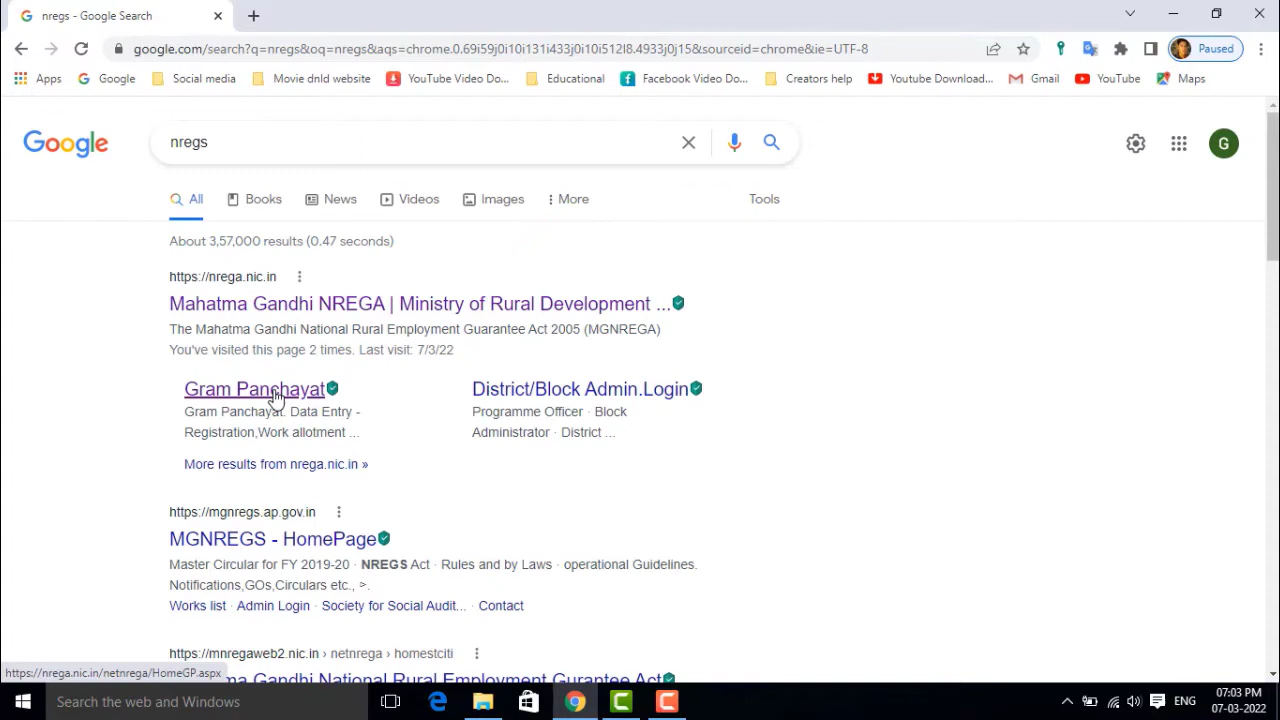 nregs - Google Search
google.com/search?q=nregs&oq=nregs&aqs=chrome.0.69i59j0i10i131i433j0i10i512l8.4933j0j15&sourceid=chrome&ie=UTF-8
Paused
Apps
Google
Social media
Movie dnld website
YouTube Video Do...
Educational
Facebook Video Do...
Creators help
Youtube Download...
Gmail
YouTube
Maps
Google
nregs
G
All
Books
News
Videos
Images
More
Tools
About 3,57,000 results (0.47 seconds)
https://nrega.nic.in
Mahatma Gandhi NREGA | Ministry of Rural Development ...
The Mahatma Gandhi National Rural Employment Guarantee Act 2005 (MGNREGA)
You've visited this page 2 times. Last visit: 7/3/22
Gram Panchayat
Gram Panchayat. Data Entry -
Registration,Work allotment ...
District/Block Admin.Login
Programme Officer · Block
Administrator · District ...
More results from nrega.nic.in »
https://mgnregs.ap.gov.in
MGNREGS - HomePage
Master Circular for FY 2019-20 · NREGS Act · Rules and by Laws · operational Guidelines.
Notifications,GOs,Circulars etc., >.
Works list · Admin Login · Society for Social Audit... · Contact
https://mnregaweb2.nic.in › netnrega › homestciti
ma Gandhi National Rural Employment Gurantee Act
https://nrega.nic.in/netnrega/HomeGP.aspx
Search the web and Windows
ENG
07:03 PM
07-03-2022